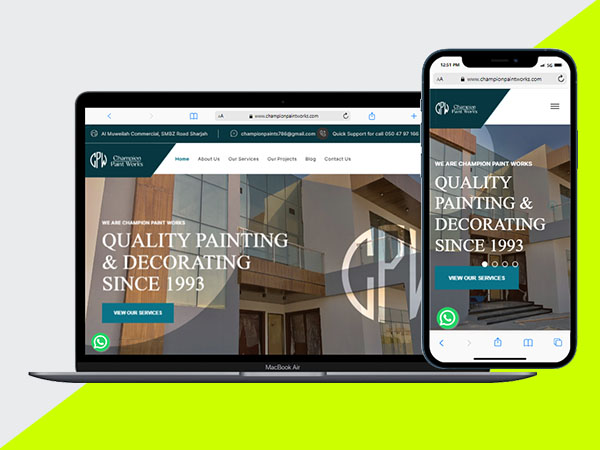 www.championpaintworks.com
Al Muweilah Commercial, SMBZ Road Sharjah
championpaints786@gmail.com
Quick Support for call 050 47 97 166
CPW
Champion
Paint Works
Home
About Us
Our Services
Our Projects
Blog
Contact Us
WE ARE CHAMPION PAINT WORKS
QUALITY PAINTING
& DECORATING
SINCE 1993
VIEW OUR SERVICES
CPW
MacBook Air
12:51 PM
5G
AA
www.championpaintworks.com
CPW
Champion
Paint Works
WE ARE CHAMPION PAINT WORKS
QUALITY
PAINTING &
DECORATING
SINCE 1993
VIEW OUR SERVICES